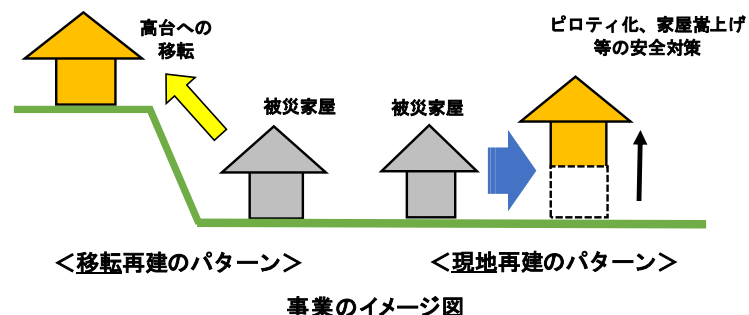 高台への
移転
被災家屋
被災家屋
ピロティ化、家屋嵩上げ
等の安全対策
＜移転再建のパターン＞
＜現地再建のパターン＞
事業のイメージ図